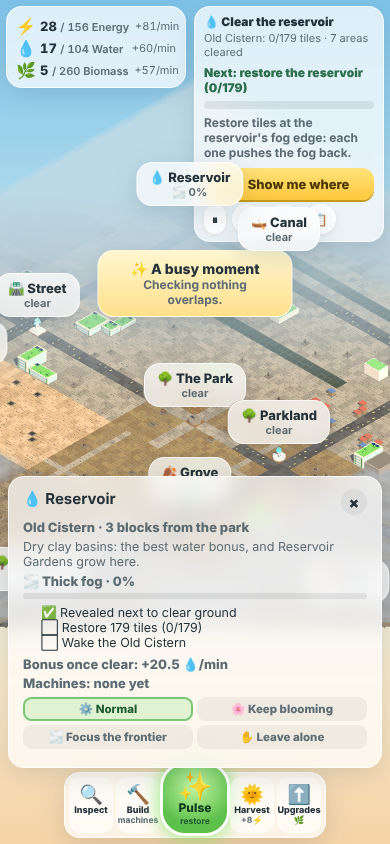 ⚡ 28 / 156 Energy +81/min
💧 17 / 104 Water +60/min
🌿 5 / 260 Biomass +57/min
💧 Clear the reservoir
Old Cistern: 0/179 tiles · 7 areas
cleared
Next: restore the reservoir
(0/179)
Restore tiles at the
reservoir's fog edge: each
one pushes the fog back.
Show me where
💧 Reservoir
🌫️ 0%
🛶 Canal
clear
🛣️ Street
clear
✨ A busy moment
Checking nothing
overlaps.
🌳 The Park
clear
🌳 Parkland
clear
🍂 Grove
💧 Reservoir
✖
Old Cistern · 3 blocks from the park
Dry clay basins: the best water bonus, and Reservoir
Gardens grow here.
🌫️ Thick fog · 0%
✅ Revealed next to clear ground
⬜ Restore 179 tiles (0/179)
⬜ Wake the Old Cistern
Bonus once clear: +20.5 💧/min
Machines: none yet
⚙️ Normal
🌸 Keep blooming
🌫️ Focus the frontier
✋ Leave alone
🔍 Inspect
🔨 Build
machines
✨ Pulse
restore
🌞 Harvest
+8⚡
⬆️ Upgrades
🌿